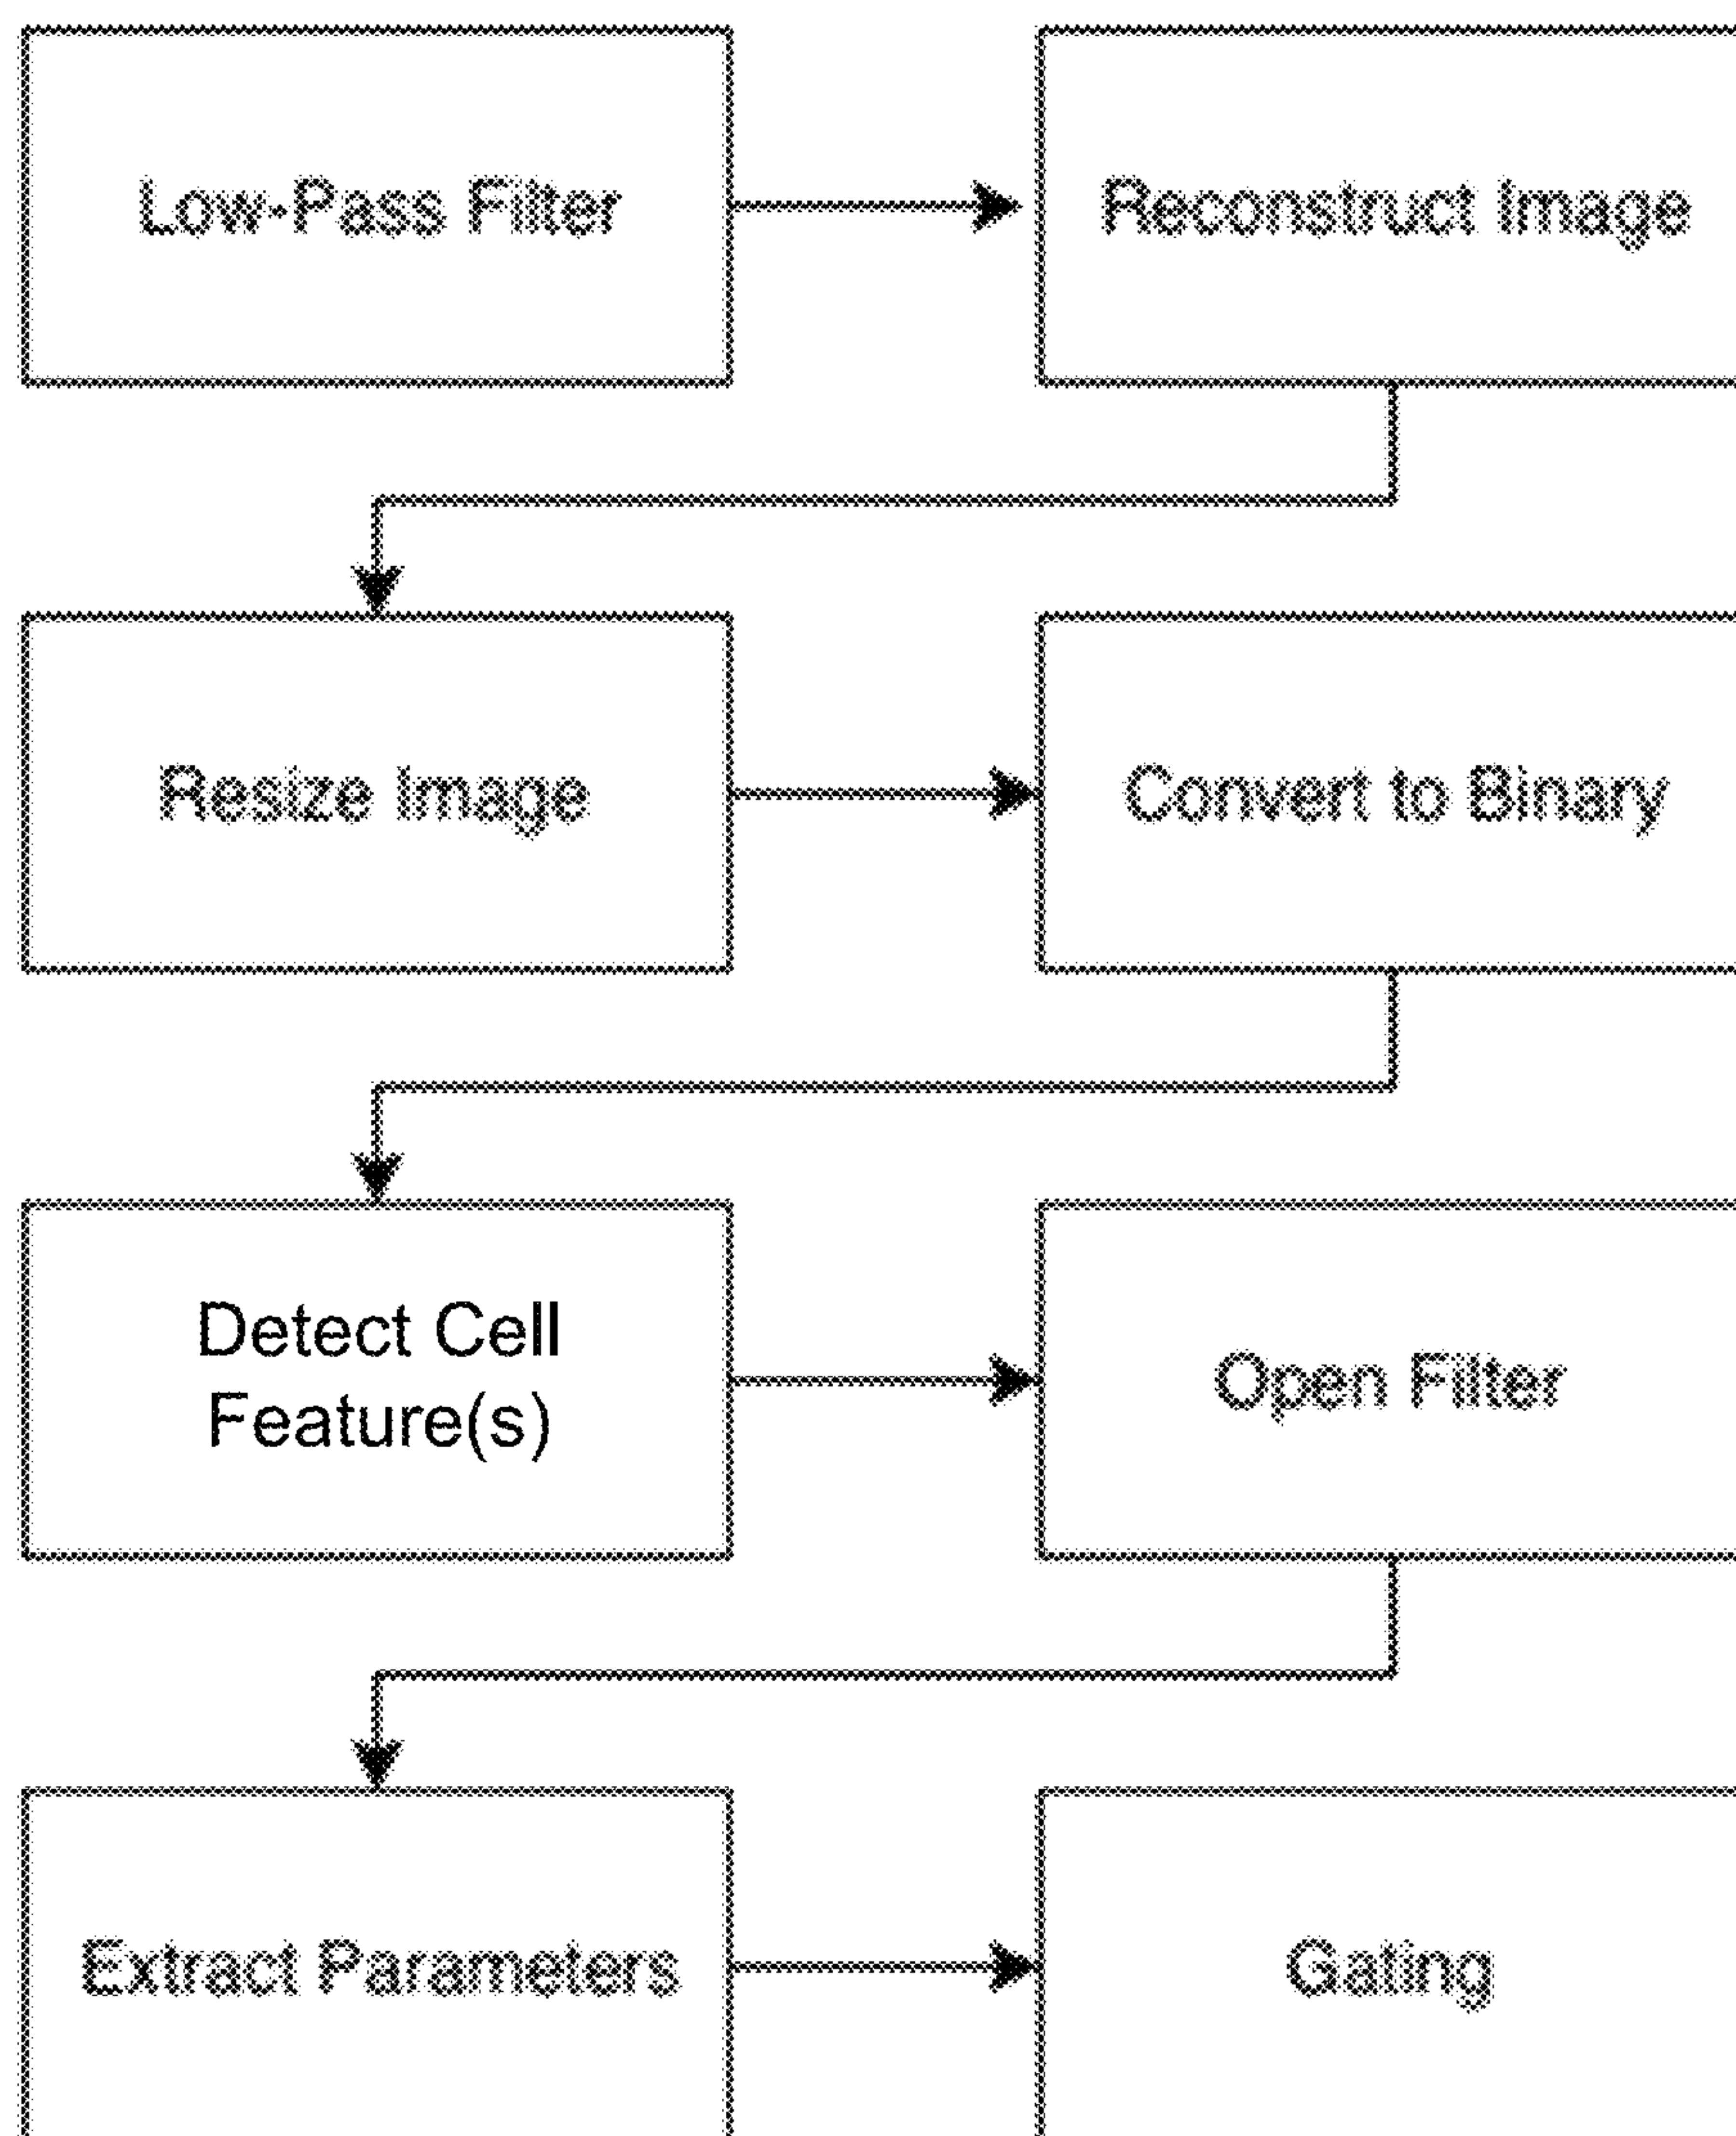 Low-Pass Filter
Reconstruct Image
Resize Image
Convert to Binary
Detect Cell
Feature(s)
Open Filter
Extract Parameters
Gating